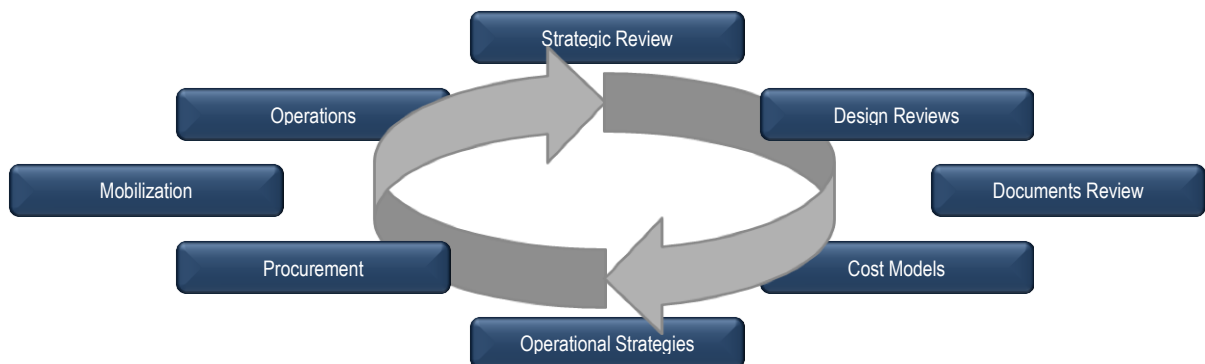 Strategic Review
Operations
Design Reviews
Mobilization
Documents Review
Procurement
Cost Models
Operational Strategies